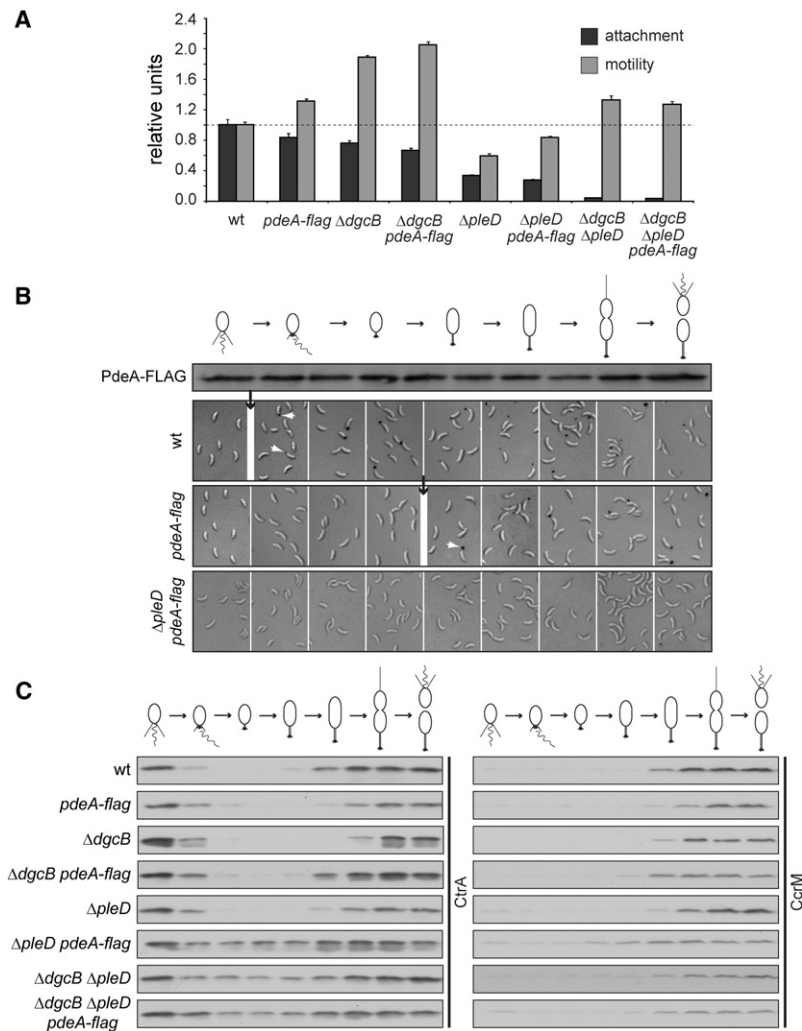 A
2.4
2.0
1.6
1.2
0.8
0.4
0.0
relative units
attachment
motility
wt
pdeA-flag
ΔdgcB
ΔdgcB
pdeA-flag
ΔpleD
ΔpleD
pdeA-flag
ΔdgcB
ΔpleD
ΔdgcB
ΔpleD
pdeA-flag
B
PdeA-FLAG
wt
pdeA-flag
ΔpleD
pdeA-flag
C
wt
pdeA-flag
ΔdgcB
ΔdgcB pdeA-flag
ΔpleD
ΔpleD pdeA-flag
ΔdgcB ΔpleD
ΔdgcB ΔpleD
pdeA-flag
CtrA
CcrM